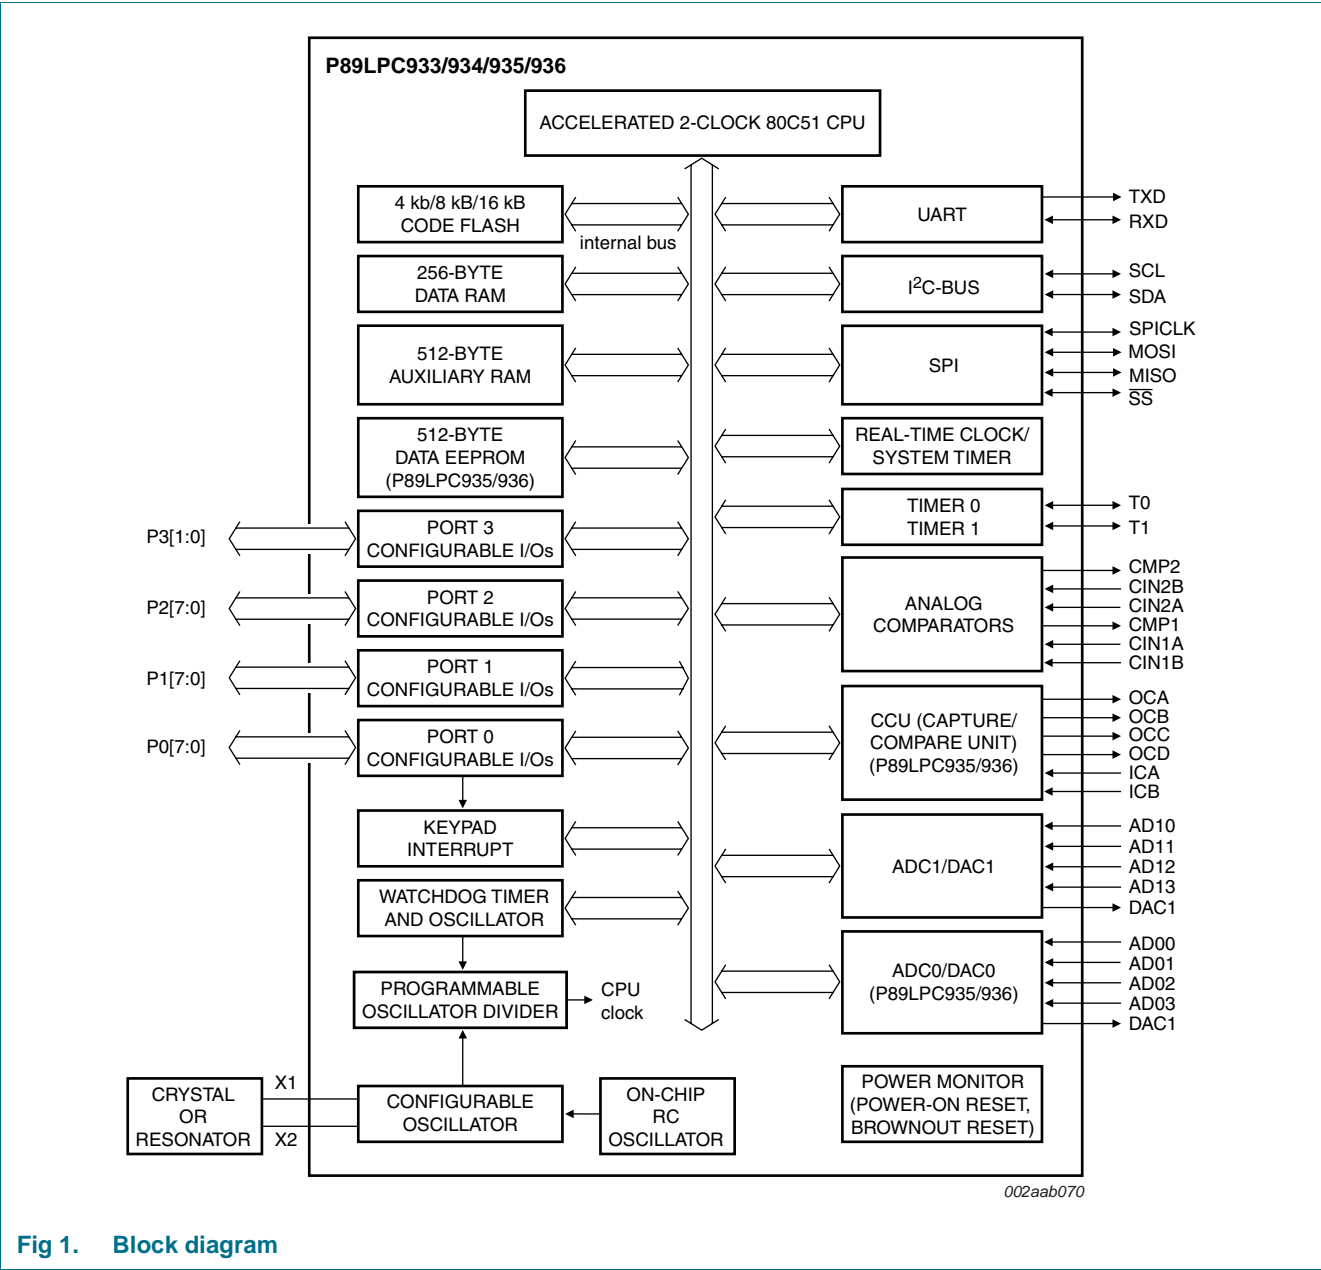 P89LPC933/934/935/936
ACCELERATED 2-CLOCK 80C51 CPU
4 kb/8 kB/16 kB
CODE FLASH
internal bus
256-BYTE
DATA RAM
512-BYTE
AUXILIARY RAM
512-BYTE
DATA EEPROM
(P89LPC935/936)
P3[1:0]
PORT 3
CONFIGURABLE I/Os
P2[7:0]
PORT 2
CONFIGURABLE I/Os
P1[7:0]
PORT 1
CONFIGURABLE I/Os
P0[7:0]
PORT 0
CONFIGURABLE I/Os
KEYPAD
INTERRUPT
WATCHDOG TIMER
AND OSCILLATOR
PROGRAMMABLE
OSCILLATOR DIVIDER
CPU
clock
CRYSTAL
OR
RESONATOR
X1
X2
CONFIGURABLE
OSCILLATOR
ON-CHIP
RC
OSCILLATOR
UART
TXD
RXD
I2C-BUS
SCL
SDA
SPI
SPICLK
MOSI
MISO
SS
REAL-TIME CLOCK/
SYSTEM TIMER
TIMER 0
TIMER 1
T0
T1
ANALOG
COMPARATORS
CMP2
CIN2B
CIN2A
CMP1
CIN1A
CIN1B
CCU (CAPTURE/
COMPARE UNIT)
(P89LPC935/936)
OCA
OCB
OCC
OCD
ICA
ICB
ADC1/DAC1
AD10
AD11
AD12
AD13
DAC1
ADC0/DAC0
(P89LPC935/936)
AD00
AD01
AD02
AD03
DAC1
POWER MONITOR
(POWER-ON RESET,
BROWNOUT RESET)
002aab070
Fig 1. Block diagram